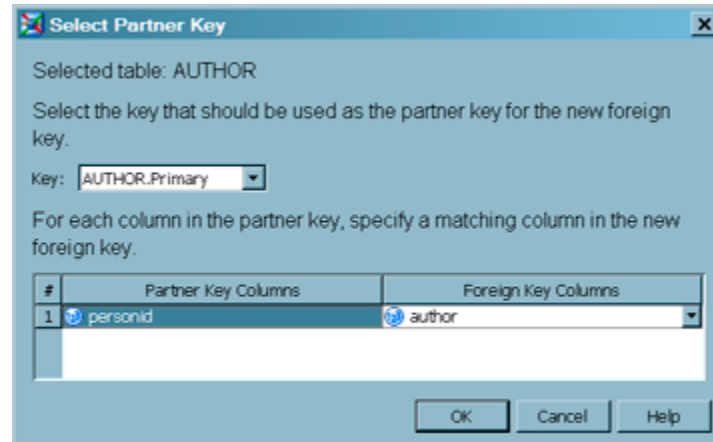 Select Partner Key
Selected table: AUTHOR
Select the key that should be used as the partner key for the new foreign
key.
Key: AUTHOR.Primary
For each column in the partner key, specify a matching column in the new
foreign key.
# Partner Key Columns Foreign Key Columns
1 personid author
OK Cancel Help